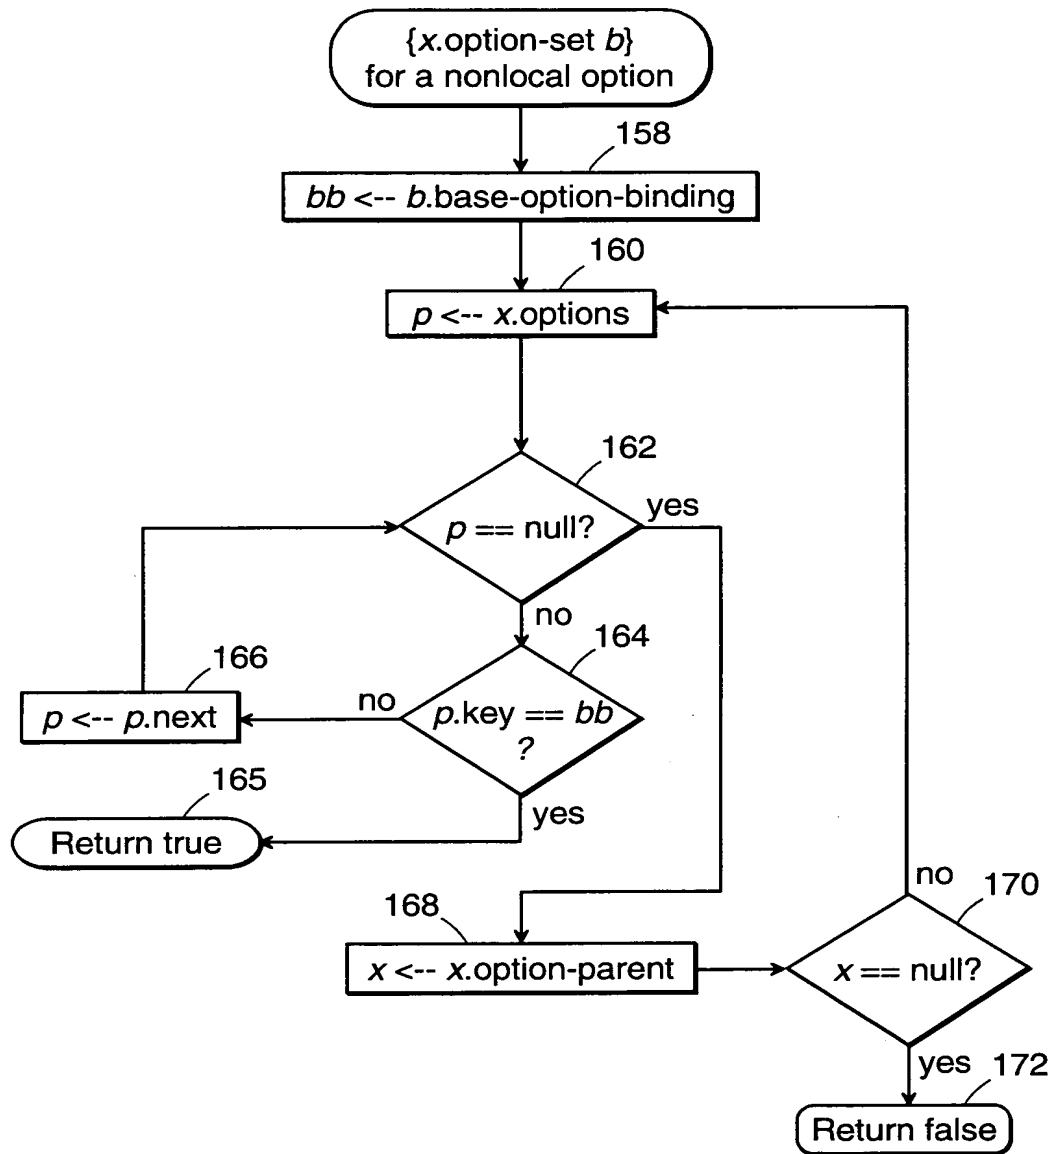 {x.option-set b}
for a nonlocal option
158
bb <-- b.base-option-binding
160
p <-- x.options
162
p == null?
yes
no
164
166
p <-- p.next
no
p.key == bb
?
165
Return true
yes
168
x <-- x.option-parent
no
170
x == null?
yes
172
Return false